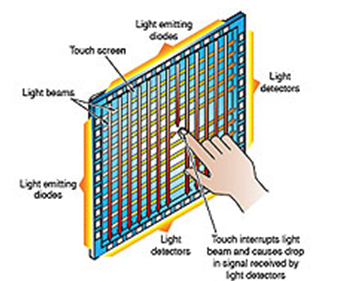 Light emitting
diodes
Touch screen
Light beams
Light
detectors
Light emitting
diodes
Light
detectors
Touch interrupts light
beam and causes drop
in signal received by
light detectors